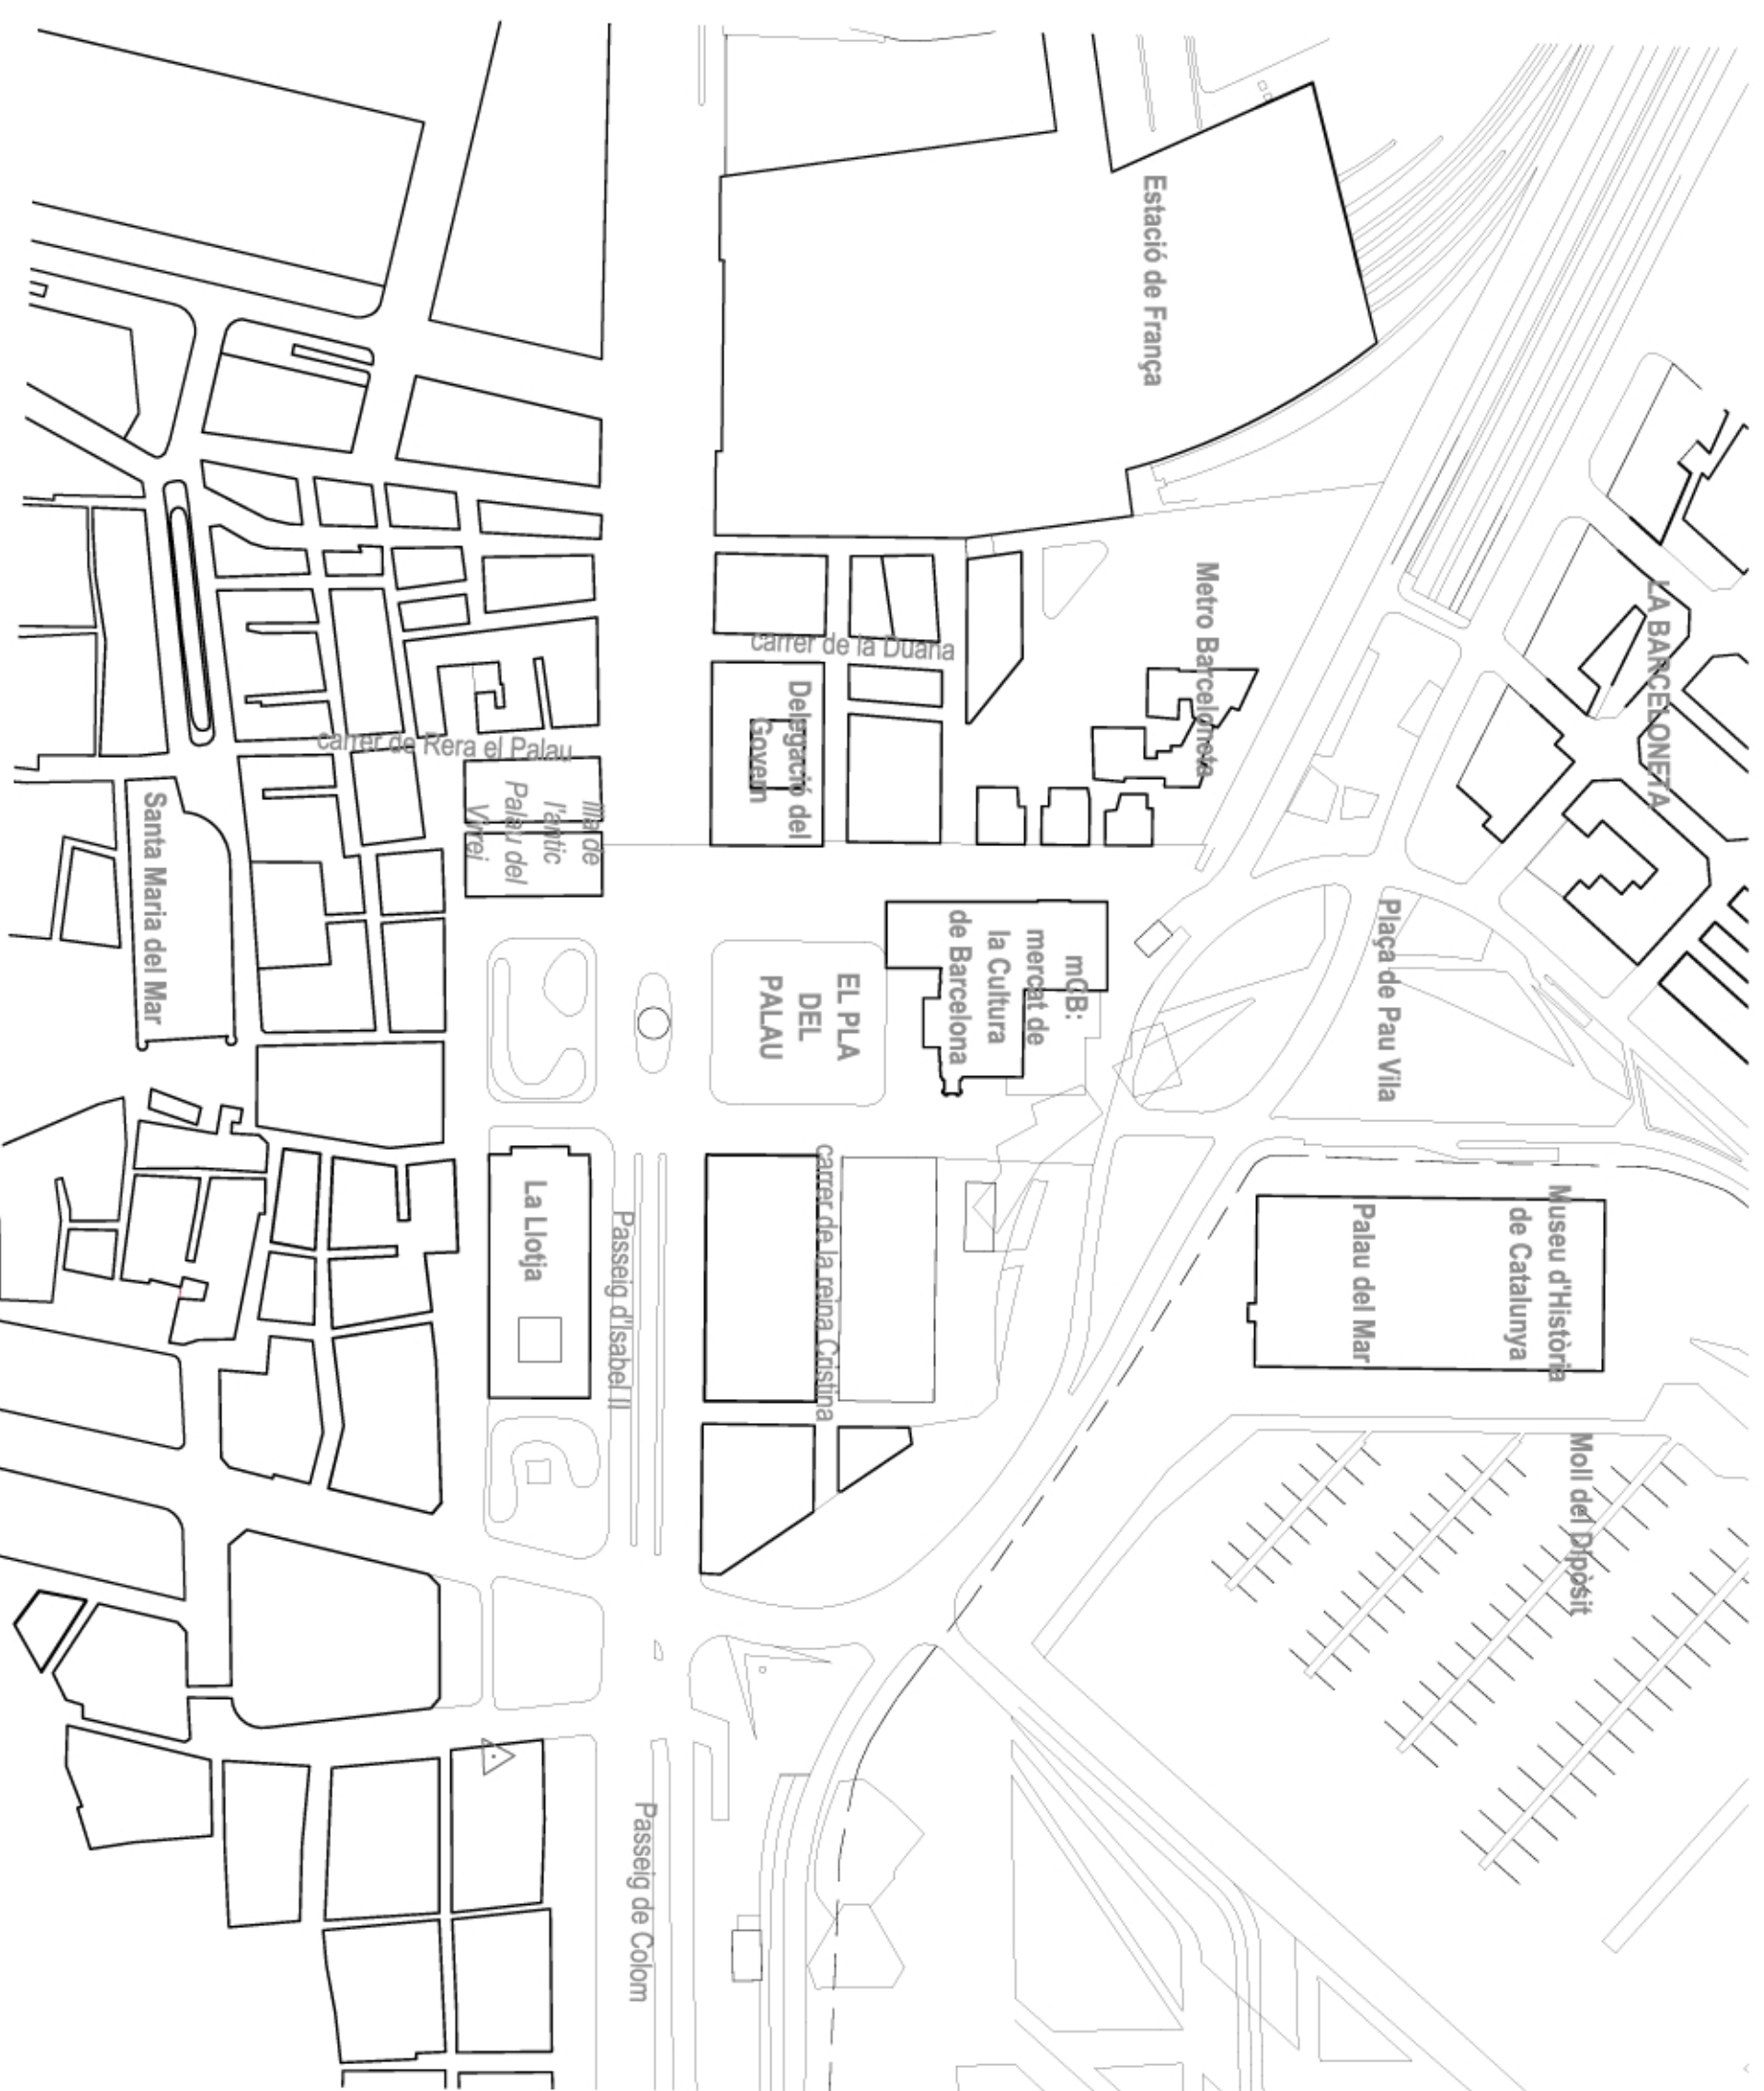 Estació de França
LA BARCELONETA
Metro Barceloneta
carrer de la Duana
Delegació del
Govern
carrer de Rera el Palau
Illa de
l'antic
Palau del
Virrei
Santa Maria del Mar
Plaça de Pau Vila
mCB:
mercat de
la Cultura
de Barcelona
EL PLA
DEL
PALAU
La Llotja
Passeig d'Isabel II
carrer de la reina Cristina
Museu d'Història
de Catalunya
Palau del Mar
Moll del Dipòsit
Passeig de Colom